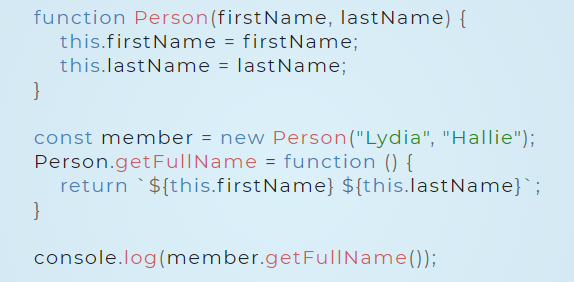 function Person(firstName, lastName) {
this.firstName = firstName;
this.lastName = lastName;
}
const member = new Person("Lydia", "Hallie");
Person.getFullName = function () {
return `${this.firstName} ${this.lastName}`;
}
console.log(member.getFullName());